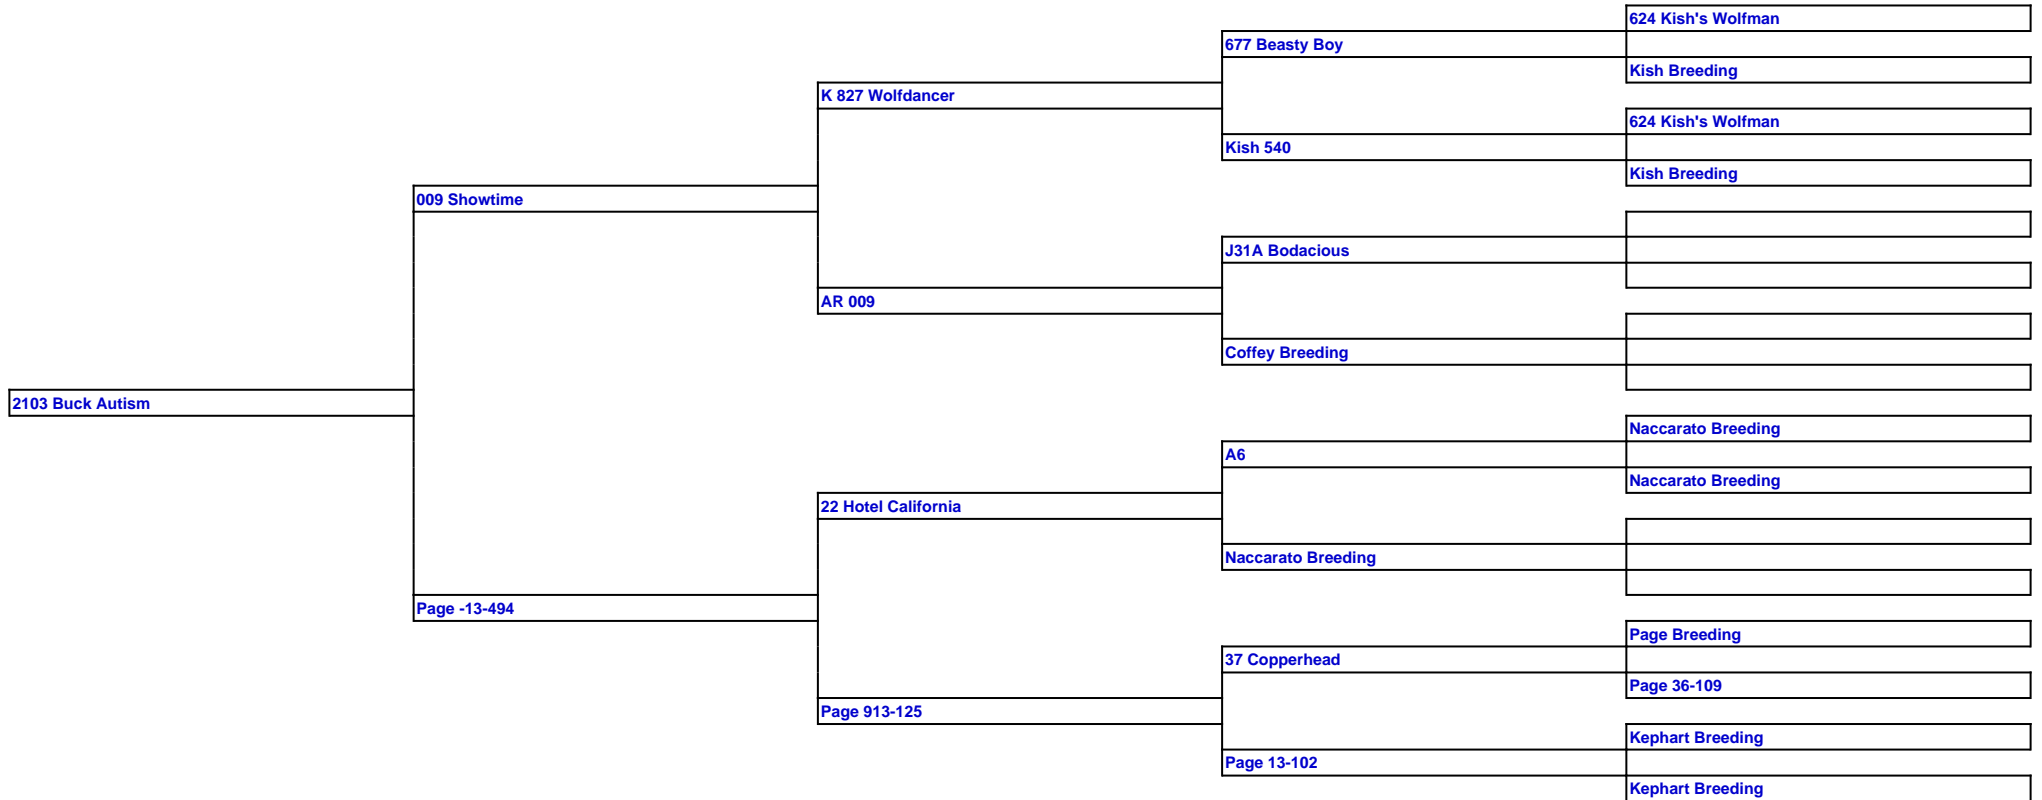 624 Kish's Wolfman
677 Beasty Boy
Kish Breeding
K 827 Wolfdancer
624 Kish's Wolfman
Kish 540
Kish Breeding
009 Showtime
J31A Bodacious
AR 009
Coffey Breeding
2103 Buck Autism
Naccarato Breeding
A6
Naccarato Breeding
22 Hotel California
Naccarato Breeding
Page -13-494
Page Breeding
37 Copperhead
Page 36-109
Page 913-125
Kephart Breeding
Page 13-102
Kephart Breeding